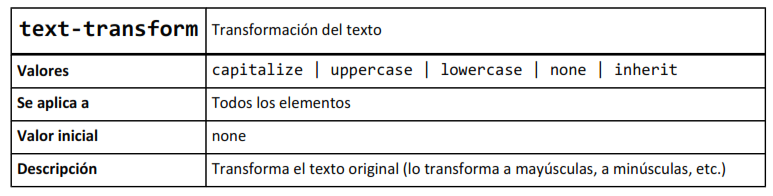 text-transform Transformación del texto
Valores capitalize | uppercase | lowercase | none | inherit
Se aplica a Todos los elementos
Valor inicial none
Descripción Transforma el texto original (lo transforma a mayúsculas, a minúsculas, etc.)